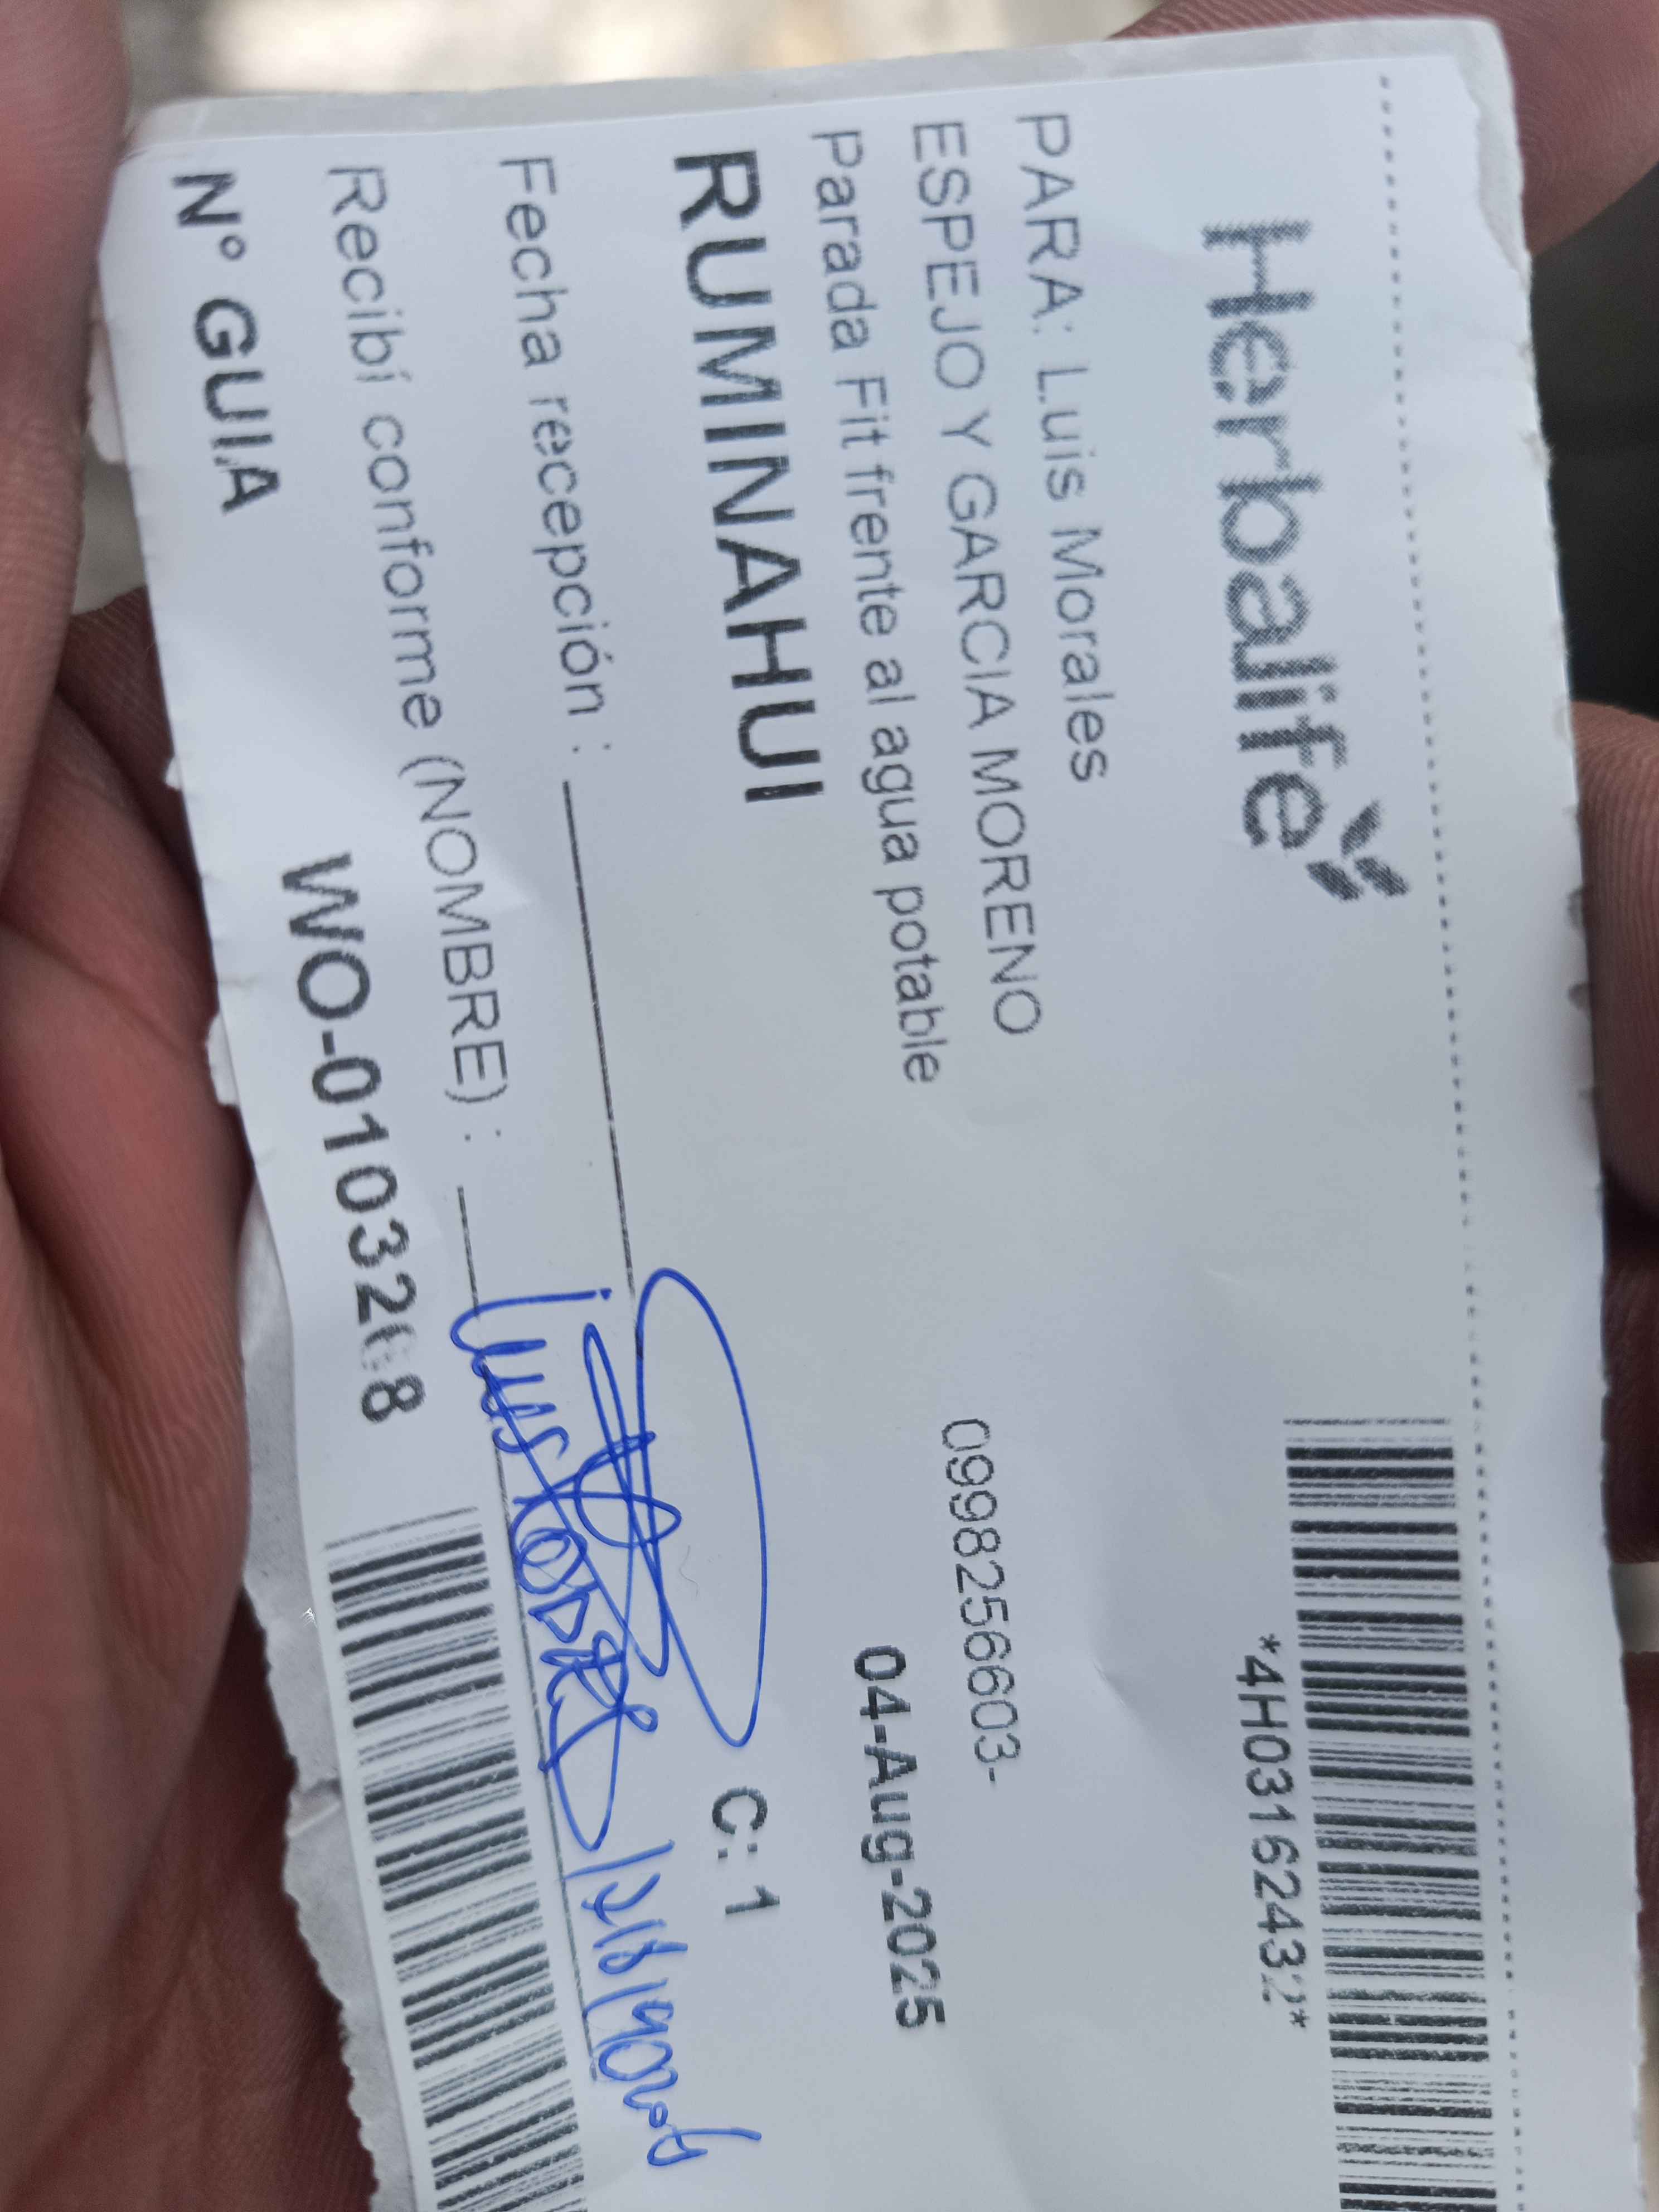 Herbalife
*4H03162432*
PARA: Luis Morales
ESPEJO Y GARCIA MORENO
0998256603-
Parada Fit frente al agua potable
04-Aug-2025
RUMINAHUI
C: 1
Fecha recepción :
Recibí conforme (NOMBRE) :
Luis
N° GUIA